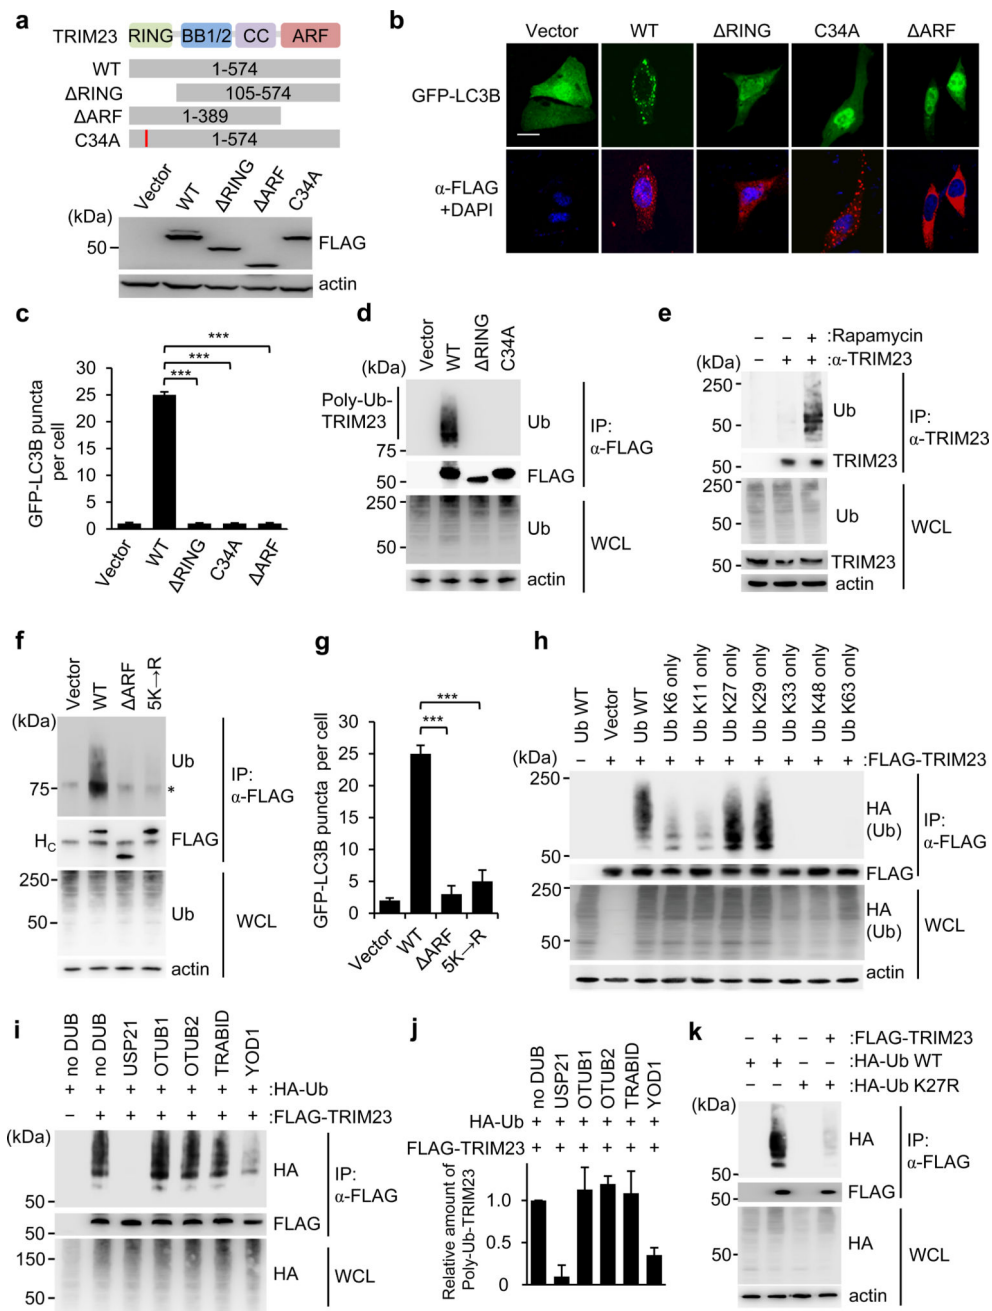 a
TRIM23 RING BB1/2 CC ARF
WT 1-574
ΔRING 105-574
ΔARF 1-389
C34A 1-574
Vector WT ΔRING ΔARF C34A
(kDa)
50 FLAG
actin
b
Vector WT ΔRING C34A ΔARF
GFP-LC3B
α-FLAG
+DAPI
c
GFP-LC3B puncta
per cell
30
25
20
15
10
5
0
***
***
***
Vector WT ΔRING C34A ΔARF
d
Vector WT ΔRING C34A
(kDa)
Poly-Ub-
TRIM23
Ub
75
50 FLAG
IP:
α-FLAG
250
Ub
50
WCL
actin
e
– – + :Rapamycin
– + + :α-TRIM23
(kDa)
250
Ub
50
50 TRIM23
IP:
α-TRIM23
250
Ub
50
WCL
50 TRIM23
actin
f
Vector WT ΔARF 5K→R
(kDa)
Ub
75 *
HC FLAG
IP:
α-FLAG
250
Ub
50
WCL
actin
g
GFP-LC3B puncta per cell
30
25
20
15
10
5
0
***
***
Vector WT ΔARF 5K→R
h
Ub WT Vector Ub WT Ub K6 only Ub K11 only Ub K27 only Ub K29 only Ub K33 only Ub K48 only Ub K63 only
(kDa) – + + + + + + + + + :FLAG-TRIM23
250
HA
(Ub)
50
FLAG
IP:
α-FLAG
250
HA
(Ub)
50
WCL
actin
i
no DUB no DUB USP21 OTUB1 OTUB2 TRABID YOD1
+ + + + + + + :HA-Ub
– + + + + + + :FLAG-TRIM23
(kDa)
HA
50
50 FLAG
IP:
α-FLAG
150
HA
50
WCL
j
no DUB USP21 OTUB1 OTUB2 TRABID YOD1
HA-Ub + + + + + +
FLAG-TRIM23 + + + + + +
Relative amount of
Poly-Ub-TRIM23
1.0
0.5
0
k
– + – + :FLAG-TRIM23
+ + – – :HA-Ub WT
– – + + :HA-Ub K27R
(kDa)
250
HA
50
FLAG
IP:
α-FLAG
HA
50
WCL
actin